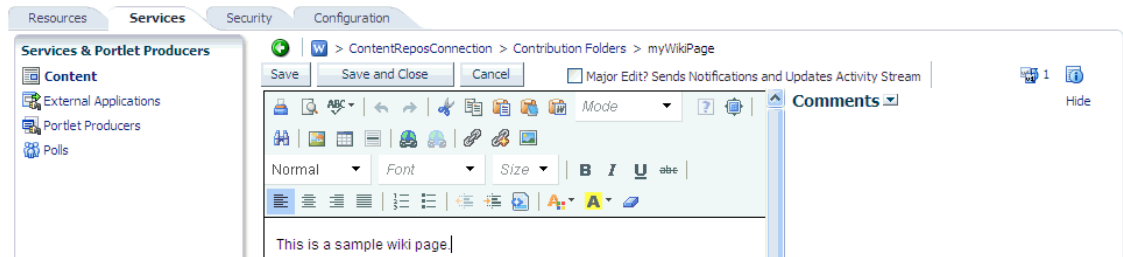 Resources Services Security Configuration
Services & Portlet Producers
Content
External Applications
Portlet Producers
Polls
W > ContentReposConnection > Contribution Folders > myWikiPage
Save Save and Close Cancel Major Edit? Sends Notifications and Updates Activity Stream 1
ABC Mode ?
Normal Font Size B I U abc
A A
This is a sample wiki page.
Comments
Hide